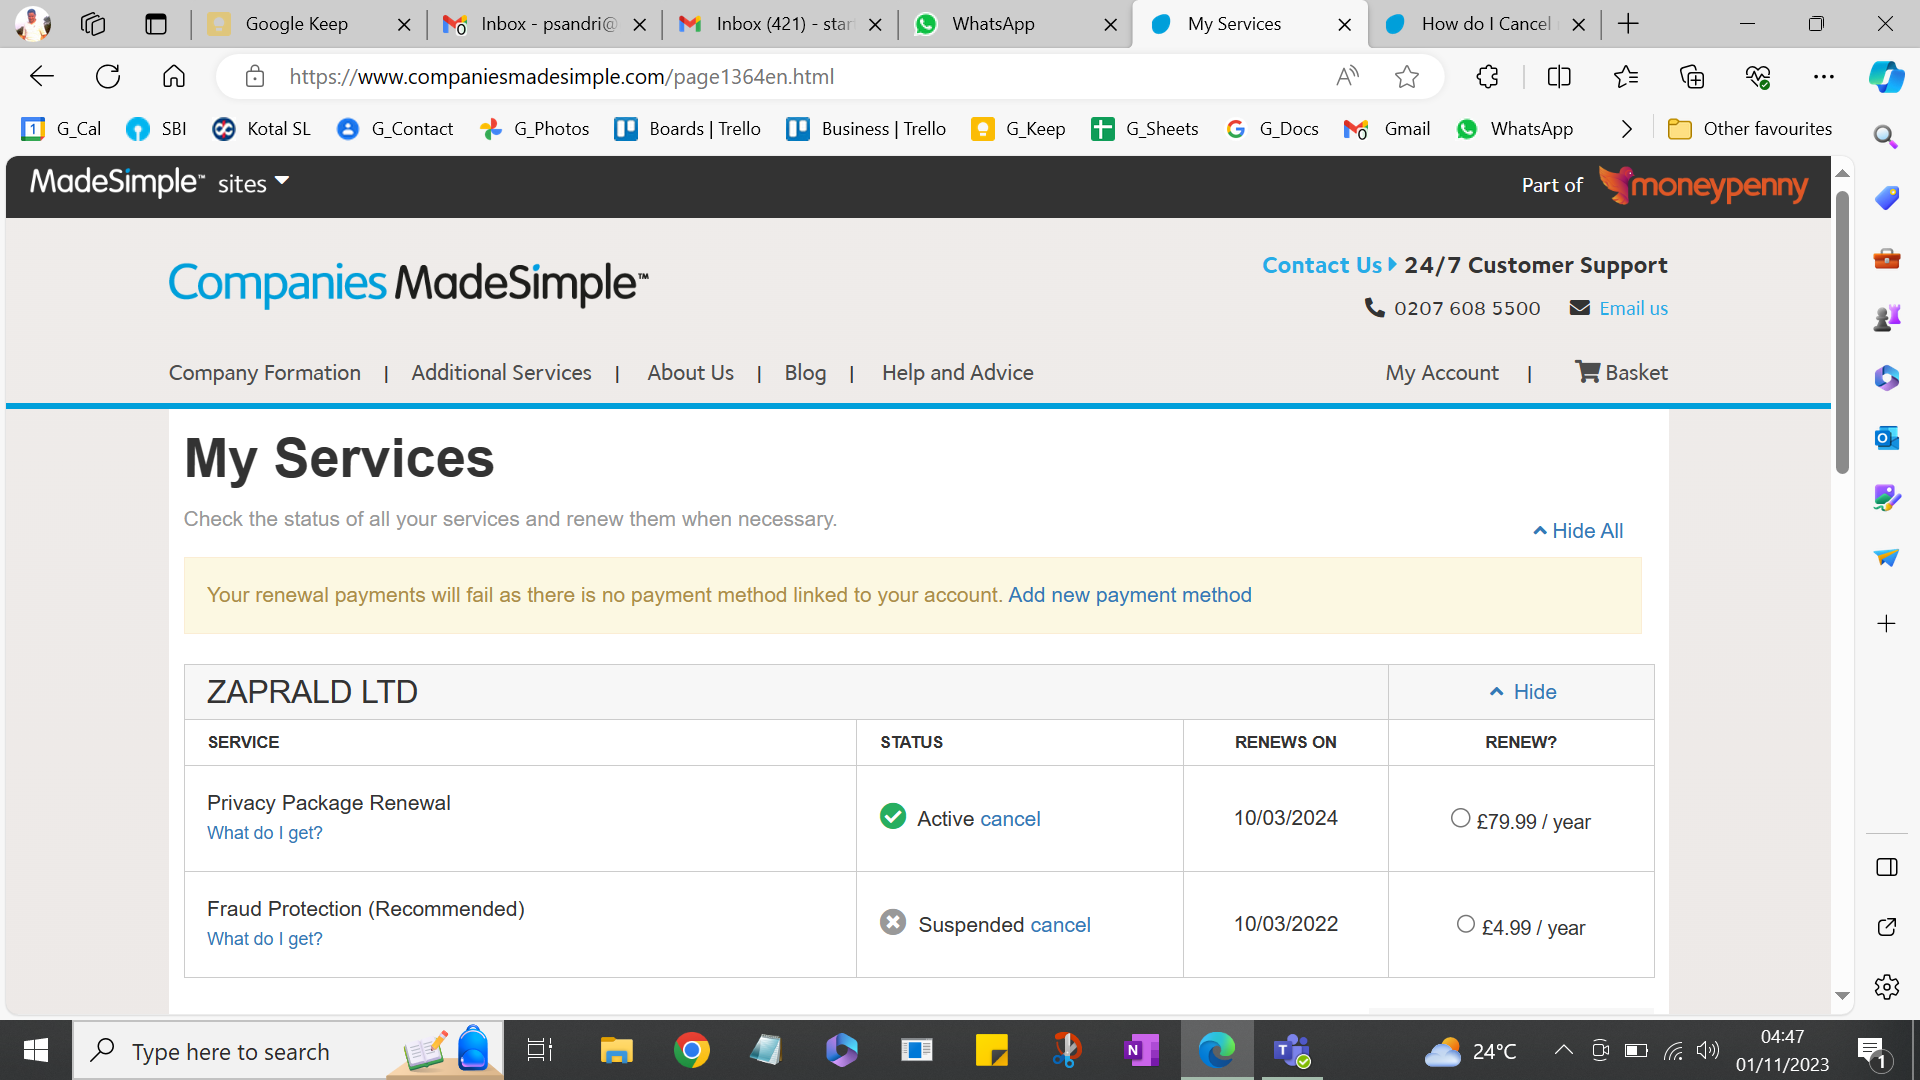 Google Keep
Inbox - psandri@
Inbox (421) - star
WhatsApp
My Services
How do I Cancel
https://www.companiesmadesimple.com/page1364en.html
G_Cal
SBI
Kotal SL
G_Contact
G_Photos
Boards | Trello
Business | Trello
G_Keep
G_Sheets
G_Docs
Gmail
WhatsApp
Other favourites
MadeSimple™ sites
Part of moneypenny
Companies MadeSimple™
Contact Us 24/7 Customer Support
0207 608 5500 Email us
Company Formation | Additional Services | About Us | Blog | Help and Advice
My Account | Basket
My Services
Check the status of all your services and renew them when necessary.
Hide All
Your renewal payments will fail as there is no payment method linked to your account. Add new payment method
ZAPRALD LTD
Hide
SERVICE STATUS RENEWS ON RENEW?
Privacy Package Renewal
What do I get?
Active cancel
10/03/2024
£79.99 / year
Fraud Protection (Recommended)
What do I get?
Suspended cancel
10/03/2022
£4.99 / year
Type here to search
24°C
04:47
01/11/2023
1